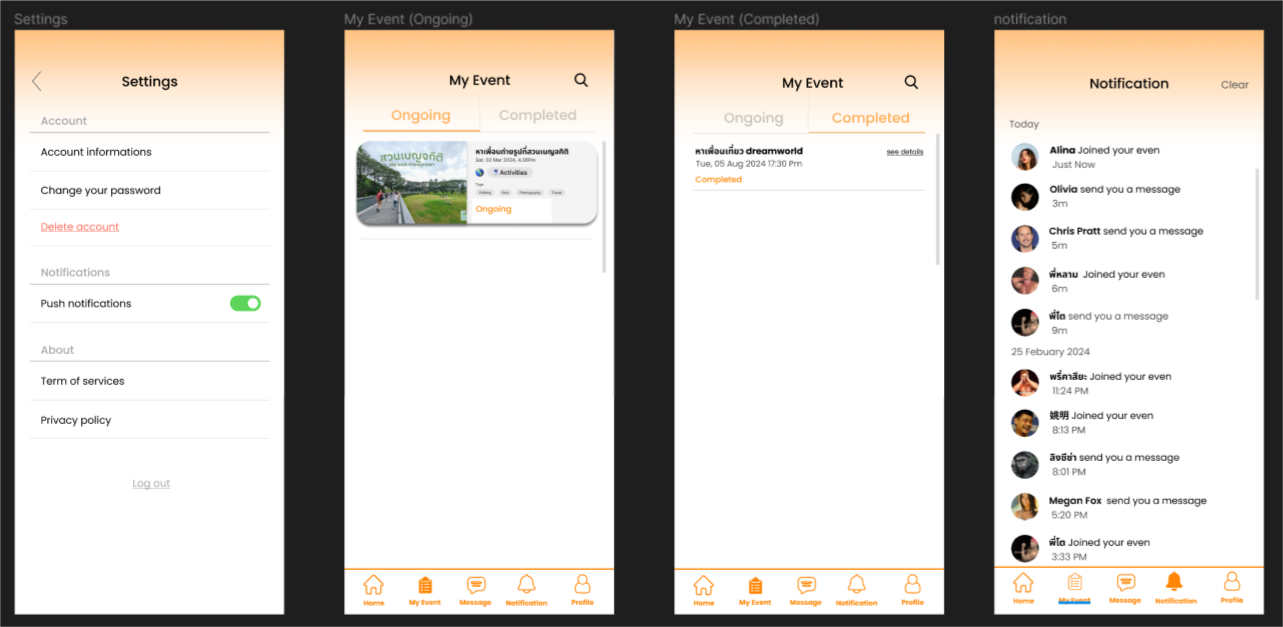 Settings
Settings
Account
Account informations
Change your password
Delete account
Notifications
Push notifications
About
Term of services
Privacy policy
Log out
My Event (Ongoing)
My Event
Ongoing
Completed
สวนเบญจกิติ
หาเพื่อนถ่ายรูปที่สวนเบญจกิติ
Sat, 02 Mar 2024, 4.30Pm
Activities
Ongoing
Home
My Event
Message
Notification
Profile
My Event (Completed)
My Event
Ongoing
Completed
หาเพื่อนเที่ยว dreamworld
see details
Tue, 05 Aug 2024 17:30 Pm
Completed
Home
My Event
Message
Notification
Profile
notification
Notification
Clear
Today
Alina Joined your event
Just Now
Olivia send you a message
3m
Chris Pratt send you a message
5m
พี่หลาม Joined your event
6m
พี่โต send you a message
9m
25 Febuary 2024
พรี่คาสิยะ Joined your even
11:24 PM
姚明 Joined your even
8:13 PM
ลิงซีซ่า send you a message
8:01 PM
Megan Fox send you a message
5:20 PM
พี่โต Joined your even
3:33 PM
Home
My Event
Message
Notification
Profile